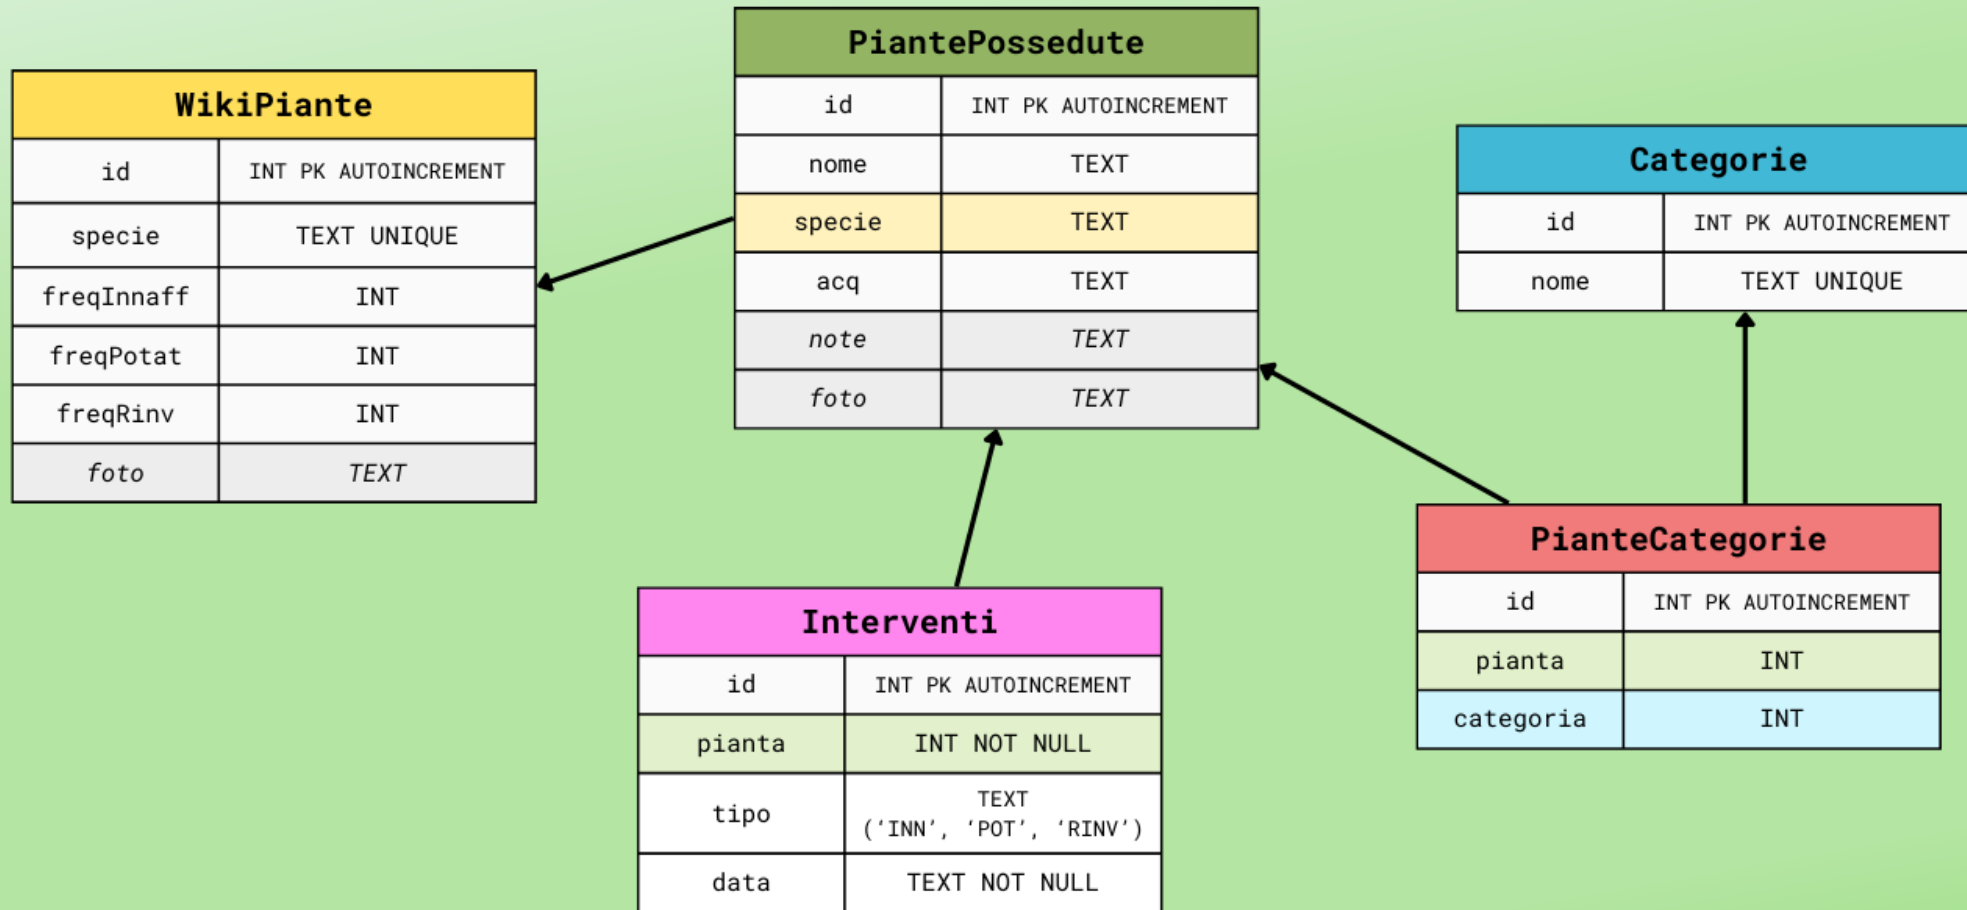 WikiPiante
id INT PK AUTOINCREMENT
specie TEXT UNIQUE
freqInnaff INT
freqPotat INT
freqRinv INT
foto TEXT
PiantePossedute
id INT PK AUTOINCREMENT
nome TEXT
specie TEXT
acq TEXT
note TEXT
foto TEXT
Categorie
id INT PK AUTOINCREMENT
nome TEXT UNIQUE
Interventi
id INT PK AUTOINCREMENT
pianta INT NOT NULL
tipo TEXT
(‘INN’, ‘POT’, ‘RINV’)
data TEXT NOT NULL
PianteCategorie
id INT PK AUTOINCREMENT
pianta INT
categoria INT